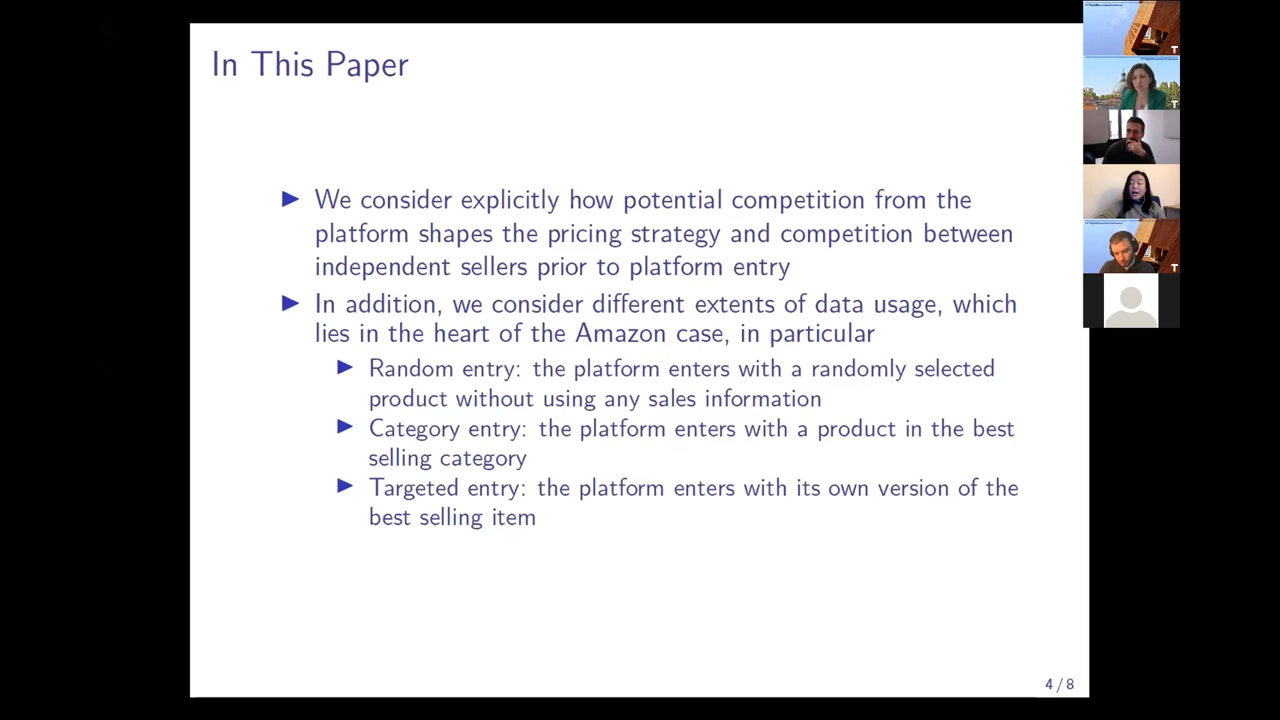 In This Paper
We consider explicitly how potential competition from the
platform shapes the pricing strategy and competition between
independent sellers prior to platform entry
In addition, we consider different extents of data usage, which
lies in the heart of the Amazon case, in particular
Random entry: the platform enters with a randomly selected
product without using any sales information
Category entry: the platform enters with a product in the best
selling category
Targeted entry: the platform enters with its own version of the
best selling item
4 / 8